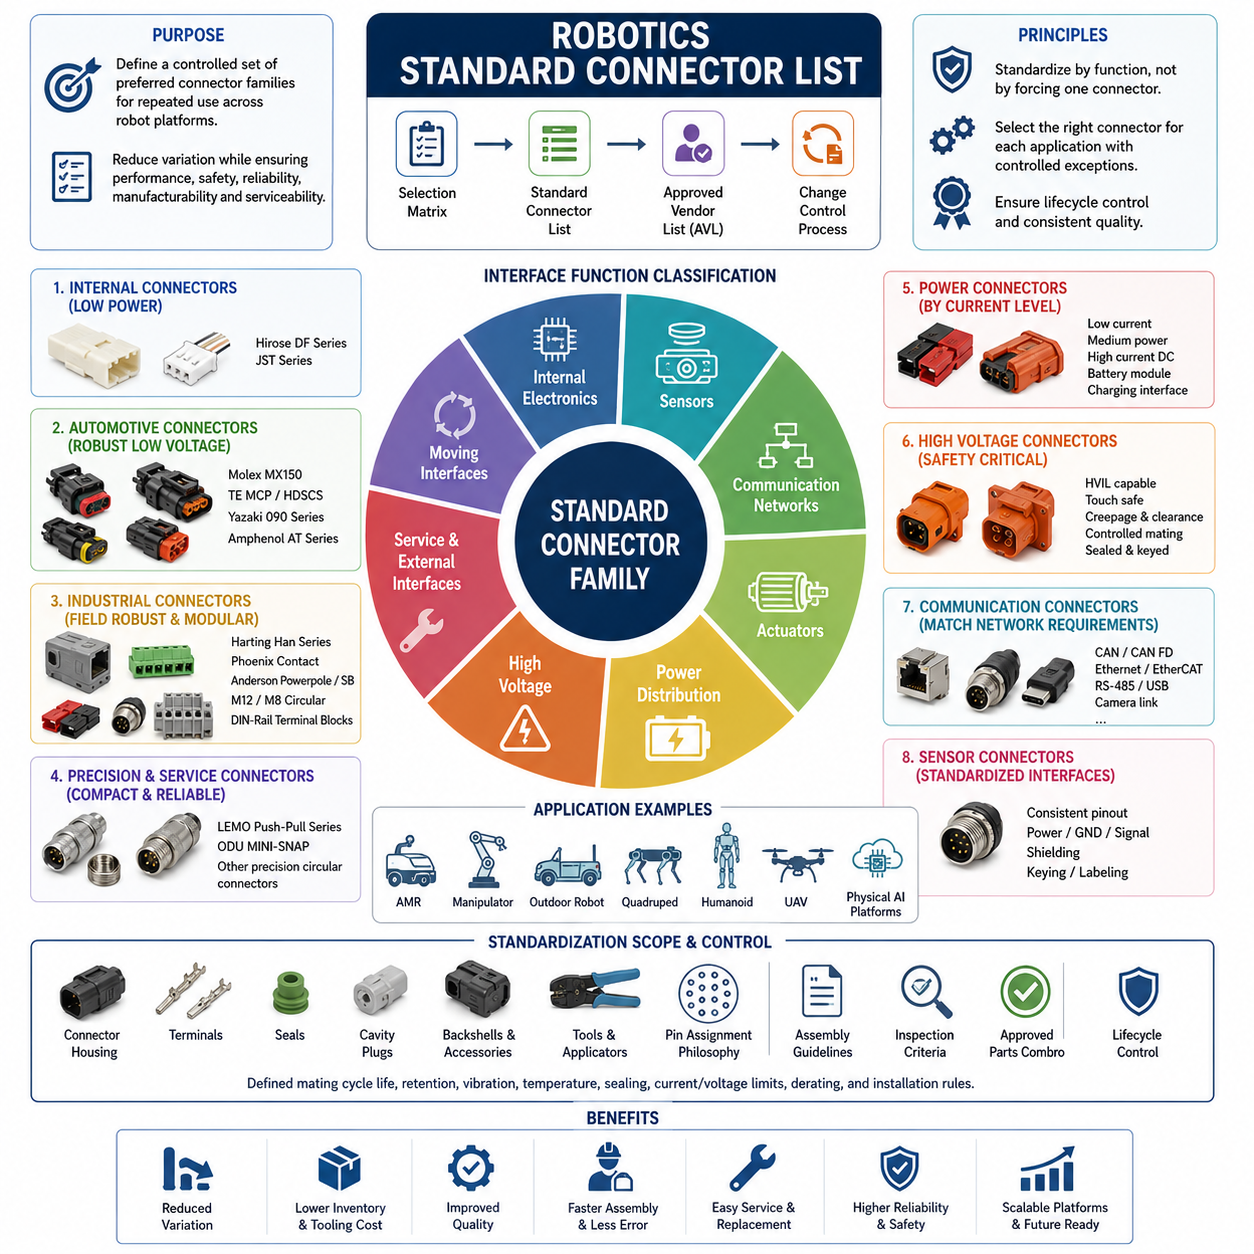 PURPOSE
Define a controlled set of
preferred connector families
for repeated use across
robot platforms.
Reduce variation while ensuring
performance, safety, reliability,
manufacturability and serviceability.
ROBOTICS
STANDARD CONNECTOR LIST
Selection
Matrix
Standard
Connector
List
Approved
Vendor
List (AVL)
Change
Control
Process
PRINCIPLES
Standardize by function, not
by forcing one connector.
Select the right connector for
each application with
controlled exceptions.
Ensure lifecycle control
and consistent quality.
1. INTERNAL CONNECTORS
(LOW POWER)
Hirose DF Series
JST Series
2. AUTOMOTIVE CONNECTORS
(ROBUST LOW VOLTAGE)
Molex MX150
TE MCP / HDSCS
Yazaki 090 Series
Amphenol AT Series
3. INDUSTRIAL CONNECTORS
(FIELD ROBUST & MODULAR)
Harting Han Series
Phoenix Contact
Anderson Powerpole / SB
M12 / M8 Circular
DIN-Rail Terminal Blocks
4. PRECISION & SERVICE CONNECTORS
(COMPACT & RELIABLE)
LEMO Push-Pull Series
ODU MINI-SNAP
Other precision circular
connectors
INTERFACE FUNCTION CLASSIFICATION
Internal
Electronics
Sensors
Communication
Networks
Actuators
Power
Distribution
High
Voltage
Service &
External
Interfaces
Moving
Interfaces
STANDARD
CONNECTOR
FAMILY
5. POWER CONNECTORS
(BY CURRENT LEVEL)
Low current
Medium power
High current DC
Battery module
Charging interface
6. HIGH VOLTAGE CONNECTORS
(SAFETY CRITICAL)
HVIL capable
Touch safe
Creepage & clearance
Controlled mating
Sealed & keyed
7. COMMUNICATION CONNECTORS
(MATCH NETWORK REQUIREMENTS)
CAN / CAN FD
Ethernet / EtherCAT
RS-485 / USB
Camera link
...
8. SENSOR CONNECTORS
(STANDARDIZED INTERFACES)
Consistent pinout
Power / GND / Signal
Shielding
Keying / Labeling
APPLICATION EXAMPLES
AMR
Manipulator
Outdoor Robot
Quadruped
Humanoid
UAV
Physical AI
Platforms
STANDARDIZATION SCOPE & CONTROL
Connector
Housing
Terminals
Seals
Cavity
Plugs
Backshells &
Accessories
Tools &
Applicators
Pin Assignment
Philosophy
Assembly
Guidelines
Inspection
Criteria
Approved
Parts Combro
Lifecycle
Control
Defined mating cycle life, retention, vibration, temperature, sealing, current/voltage limits, derating, and installation rules.
BENEFITS
Reduced
Variation
Lower Inventory
& Tooling Cost
Improved
Quality
Faster Assembly
& Less Error
Easy Service &
Replacement
Higher Reliability
& Safety
Scalable Platforms
& Future Ready